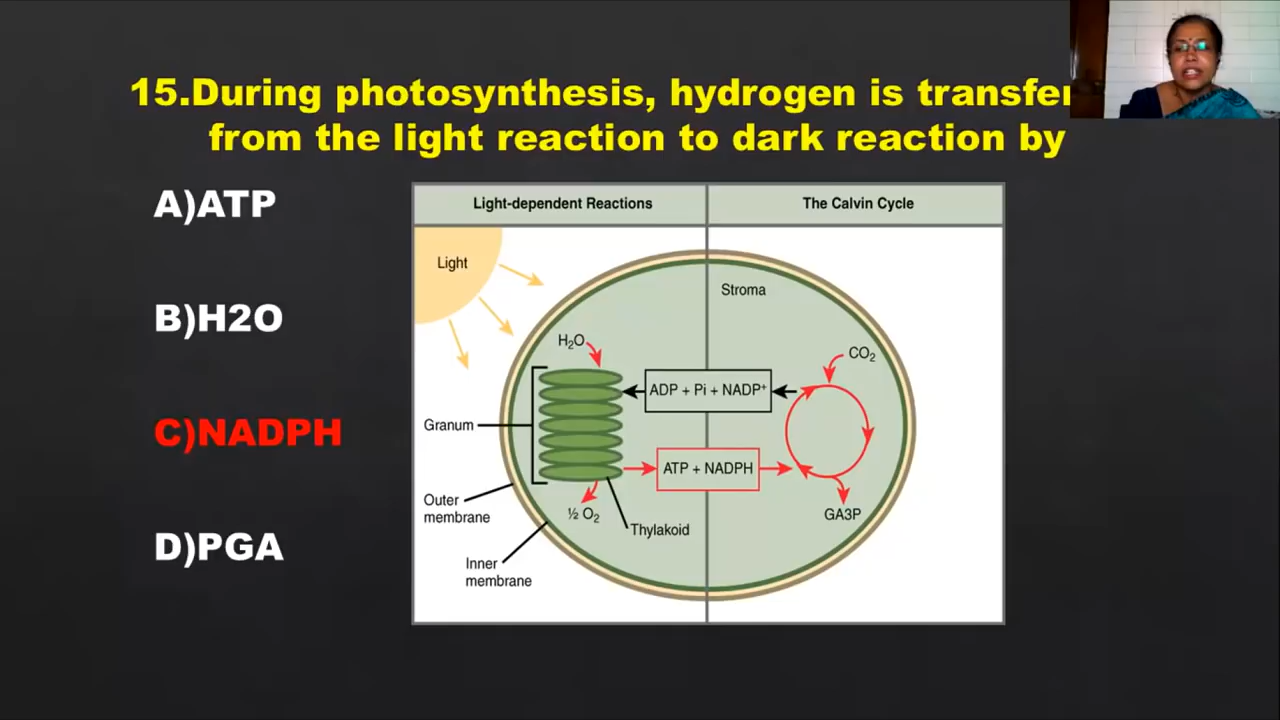 15.During photosynthesis, hydrogen is transfer
from the light reaction to dark reaction by
A)ATP
B)H2O
C)NADPH
D)PGA
Light-dependent Reactions
The Calvin Cycle
Light
Stroma
H₂O
CO₂
ADP + Pi + NADP⁺
Granum
ATP + NADPH
Outer
membrane
½ O₂
GA3P
Thylakoid
Inner
membrane